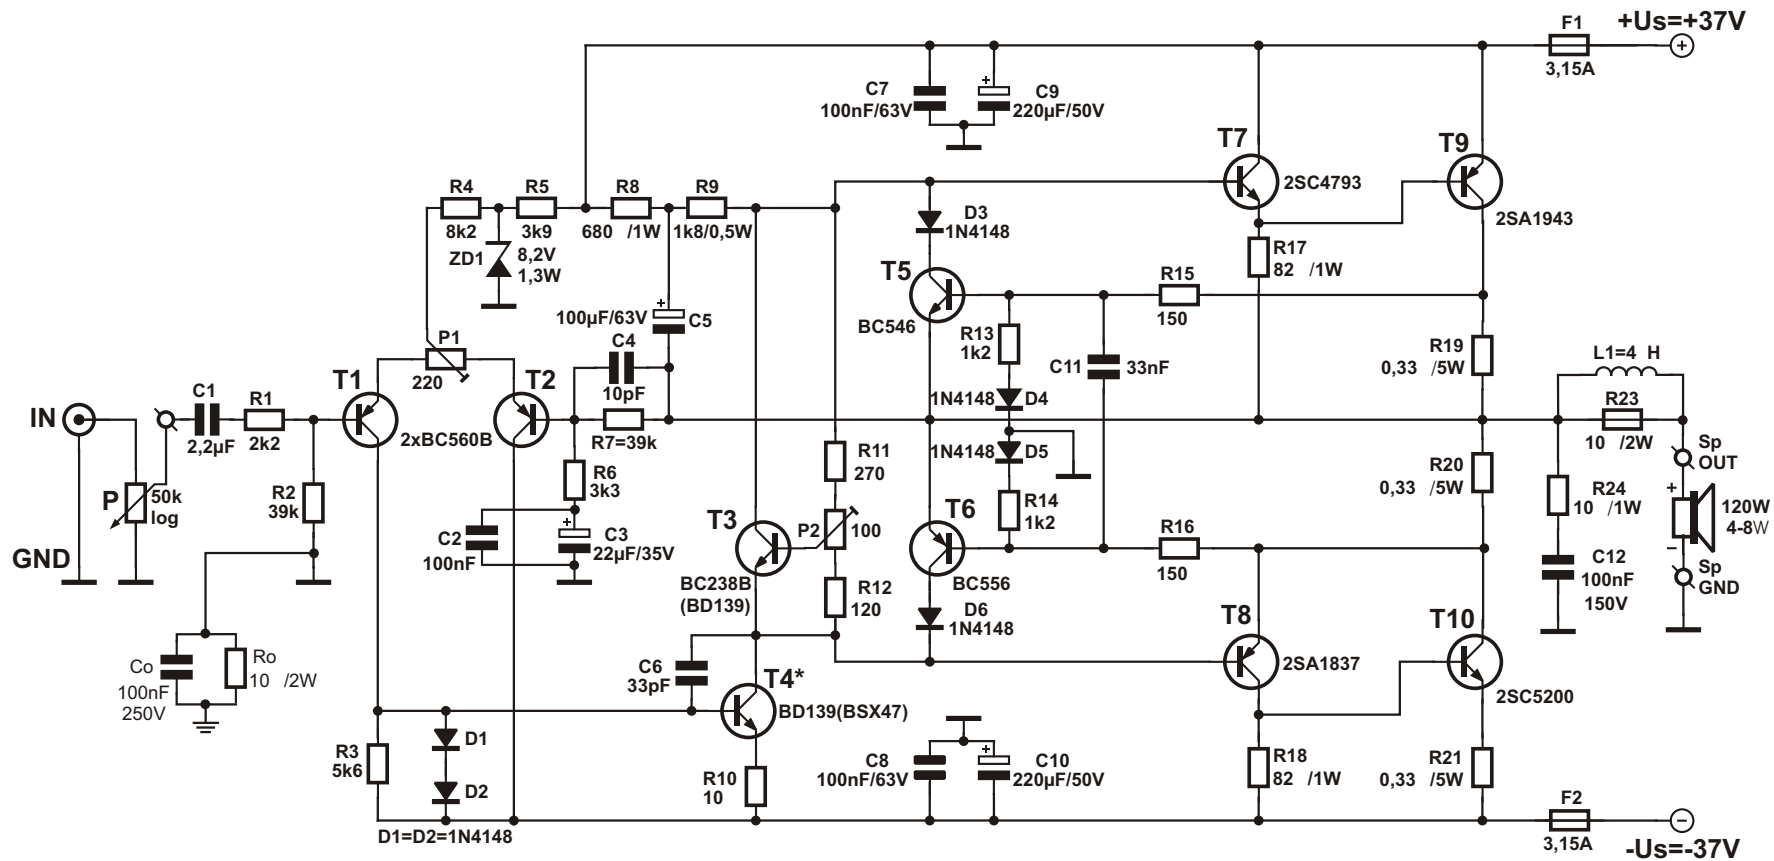 +Us=+37V
F1
3,15A
C7
100nF/63V
C9
220µF/50V
T7
2SC4793
T9
2SA1943
R4
8k2
R5
3k9
R8
680 /1W
R9
1k8/0,5W
ZD1
8,2V
1,3W
D3
1N4148
R17
82 /1W
T5
BC546
R15
150
100µF/63V
C5
P1
220
C4
10pF
R13
1k2
C11
33nF
R19
0,33 /5W
L1=4 H
IN
C1
2,2µF
R1
2k2
T1
T2
2xBC560B
R7=39k
1N4148
D4
1N4148
D5
R23
10 /2W
Sp
OUT
P
50k
log
R2
39k
R6
3k3
R11
270
R20
0,33 /5W
R24
10 /1W
120W
4-8W
+
−
GND
C2
100nF
C3
22µF/35V
T3
BC238B
(BD139)
P2
100
T6
BC556
R14
1k2
R16
150
C12
100nF
150V
Sp
GND
R12
120
D6
1N4148
T8
2SA1837
T10
2SC5200
Co
100nF
250V
Ro
10 /2W
C6
33pF
T4*
BD139(BSX47)
R3
5k6
D1
D2
D1=D2=1N4148
R10
10
C8
100nF/63V
C10
220µF/50V
R18
82 /1W
R21
0,33 /5W
F2
3,15A
-Us=-37V